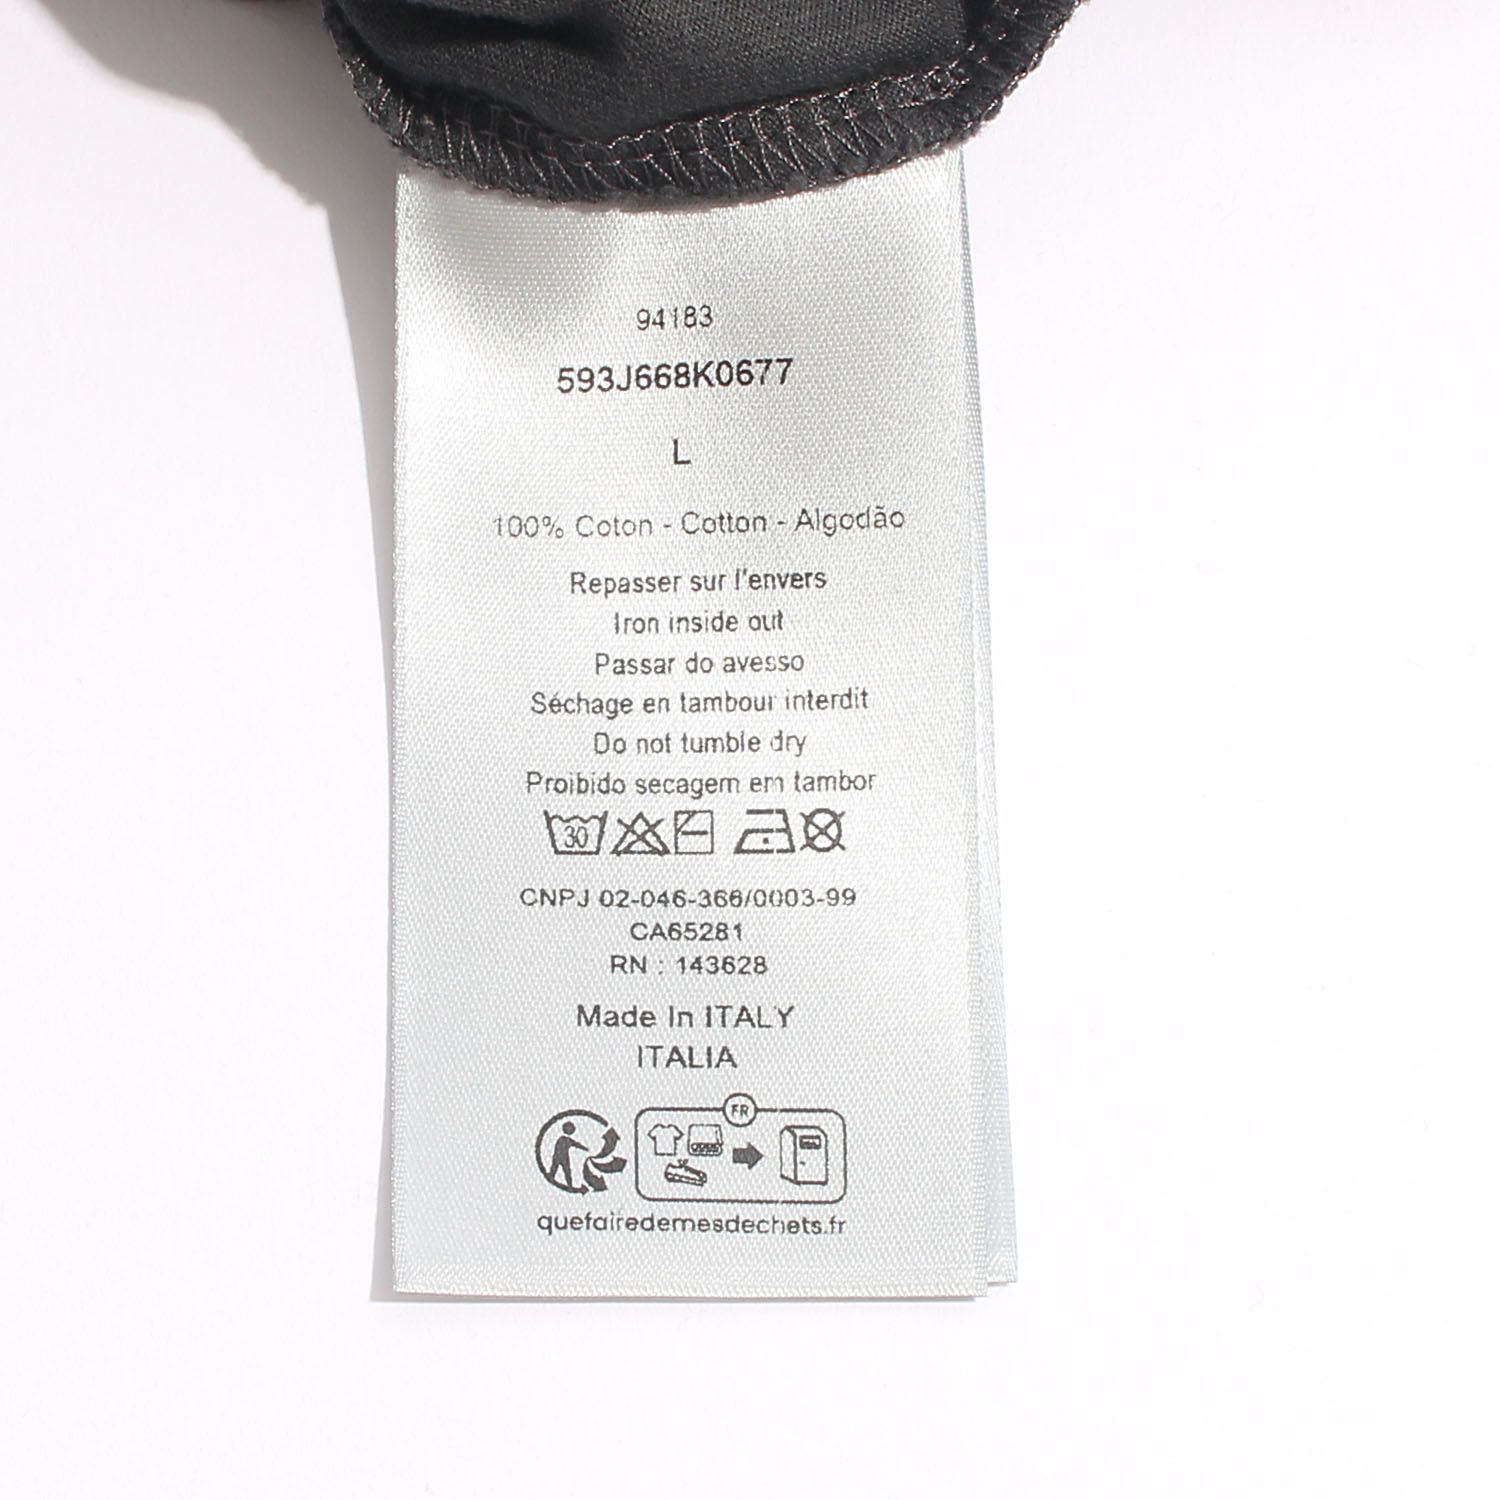 94183
593J668K0677
L
100% Coton - Cotton - Algodão
Repasser sur l'envers
Iron inside out
Passar do avesso
Séchage en tambour interdit
Do not tumble dry
Proibido secagem em tambor
30
CNPJ 02-046-366/0003-99
CA65281
RN : 143628
Made In ITALY
ITALIA
FR
quefairedemesdechets.fr